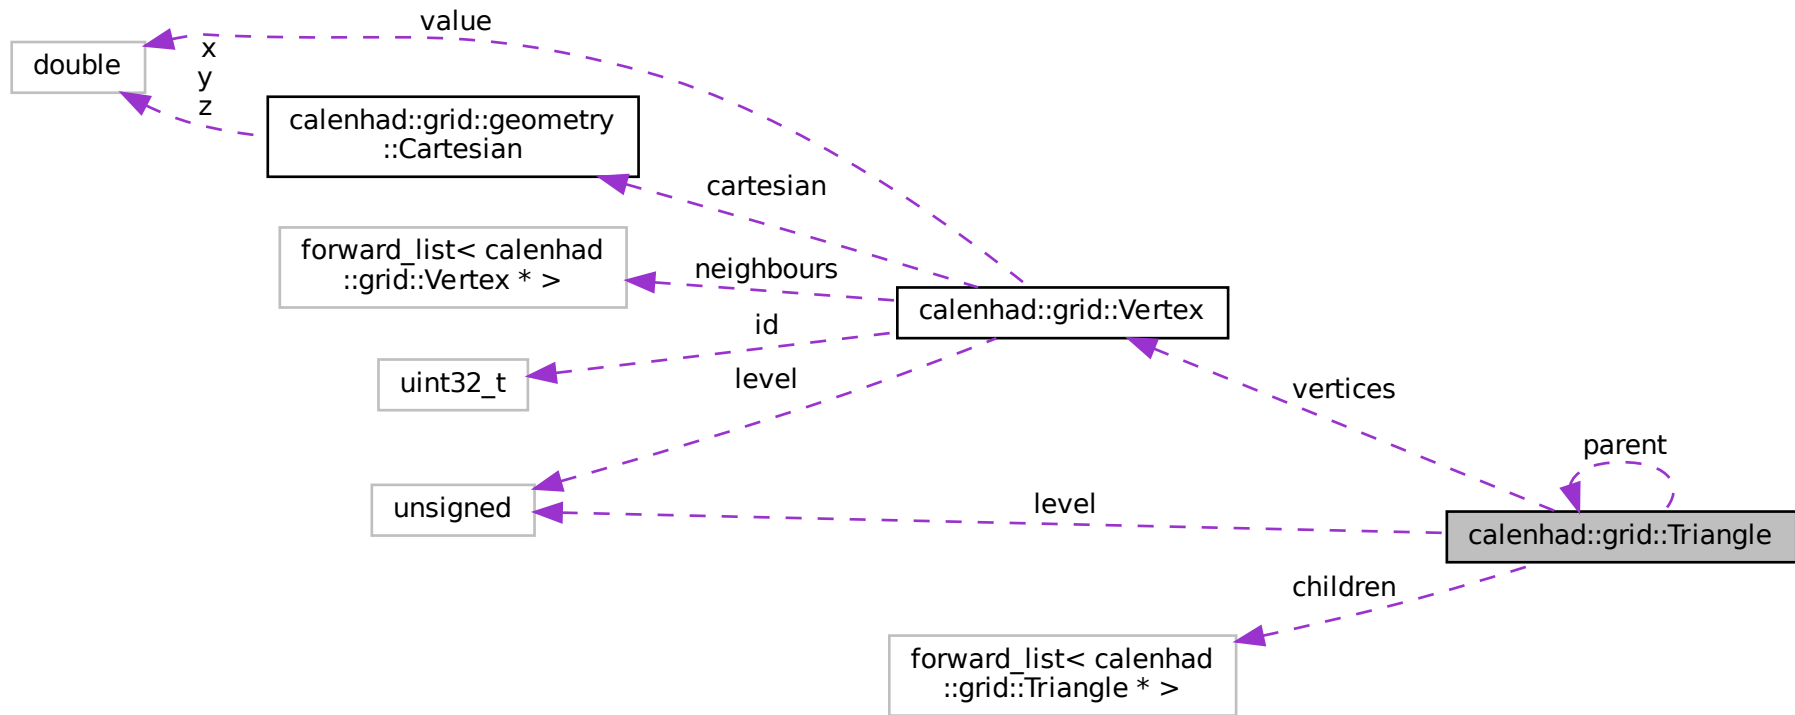 value
double
x
y
z
calenhad::grid::geometry
::Cartesian
cartesian
forward_list< calenhad
::grid::Vertex * >
neighbours
calenhad::grid::Vertex
id
uint32_t
level
vertices
parent
unsigned
level
calenhad::grid::Triangle
children
forward_list< calenhad
::grid::Triangle * >